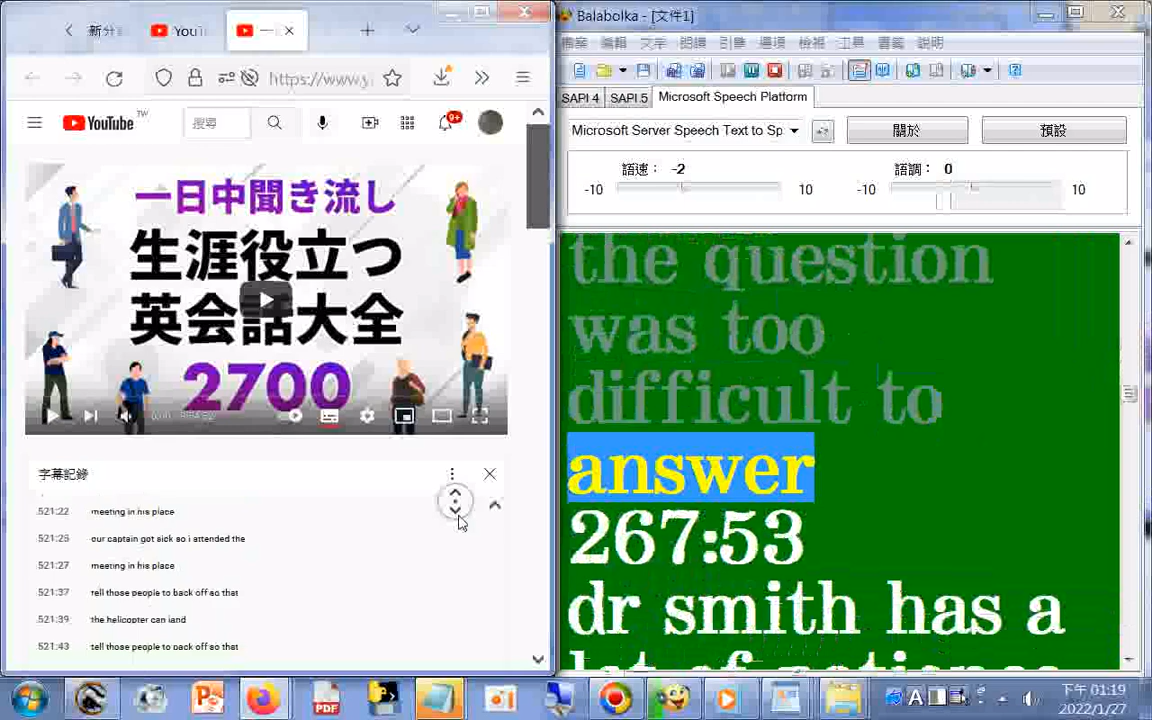 新分
YouT
Balabolka - [文件1]
檔案 編輯 文字 閱讀 引擎 選項 檢視 工具 書籤 說明
https://www.y
SAPI 4 SAPI 5 Microsoft Speech Platform
YouTube TW
搜尋
9+
Microsoft Server Speech Text to Sp
關於
預設
語速： -2
-10 10
語調： 0
-10 10
一日中聞き流し
生涯役立つ
英会話大全
2700
字幕記錄
521:22 meeting in his place
521:25 our captain got sick so i attended the
521:27 meeting in his place
521:37 tell those people to back off so that
521:39 the helicopter can land
521:43 tell those people to back off so that
the question
was too
difficult to
answer
267:53
dr smith has a
PDF
A
下午 01:19
2022/1/27